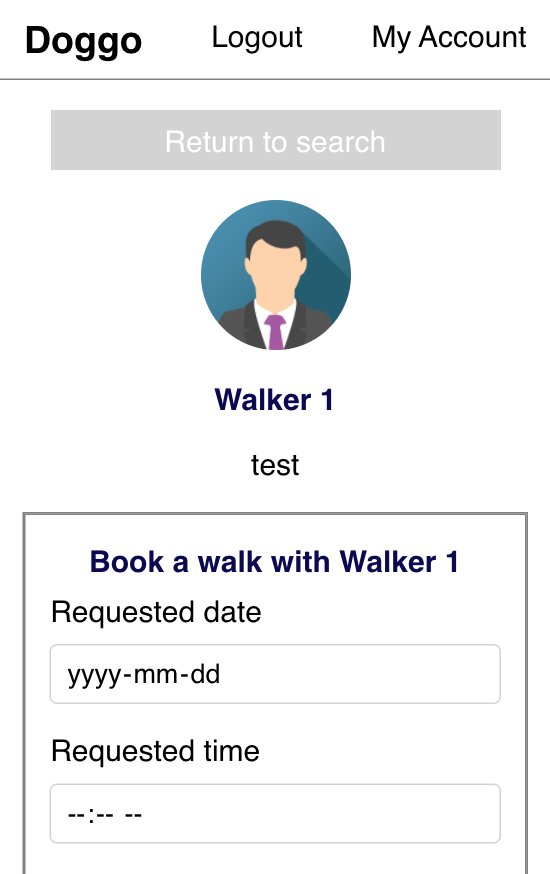 Doggo Logout My Account
Return to search
Walker 1
test
Book a walk with Walker 1
Requested date
yyyy-mm-dd
Requested time
--:-- --